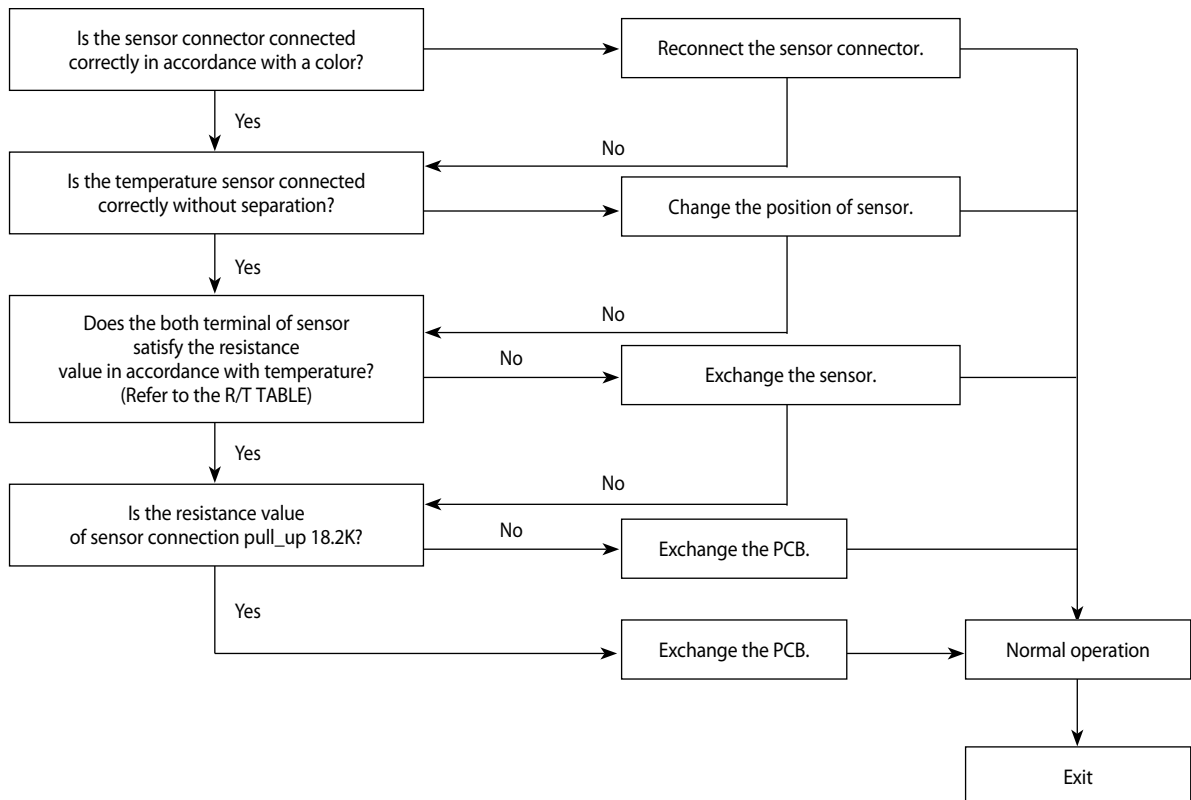 Is the sensor connector connected
correctly in accordance with a color?
Reconnect the sensor connector.
Yes
No
Is the temperature sensor connected
correctly without separation?
Change the position of sensor.
Yes
No
Does the both terminal of sensor
satisfy the resistance
value in accordance with temperature?
(Refer to the R/T TABLE)
No
Exchange the sensor.
Yes
No
Is the resistance value
of sensor connection pull_up 18.2K?
No
Exchange the PCB.
Yes
Exchange the PCB.
Normal operation
Exit